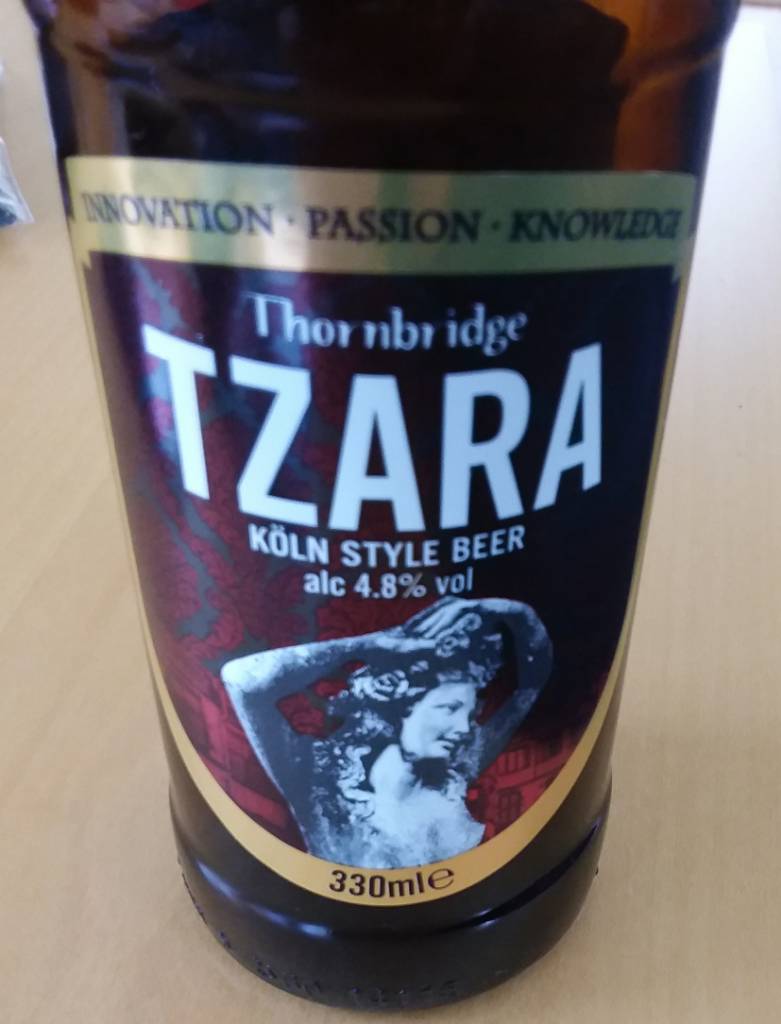 INNOVATION · PASSION · KNOWLEDGE
Thornbridge
TZARA
KÖLN STYLE BEER
alc 4.8% vol
330ml℮